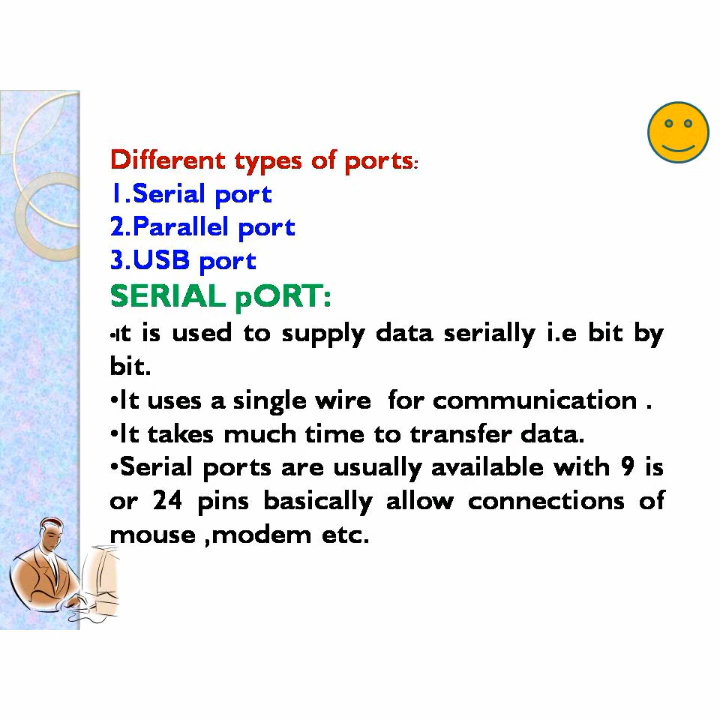 Different types of ports:
1.Serial port
2.Parallel port
3.USB port
SERIAL pORT:
•It is used to supply data serially i.e bit by
bit.
•It uses a single wire for communication .
•It takes much time to transfer data.
•Serial ports are usually available with 9 is
or 24 pins basically allow connections of
mouse ,modem etc.